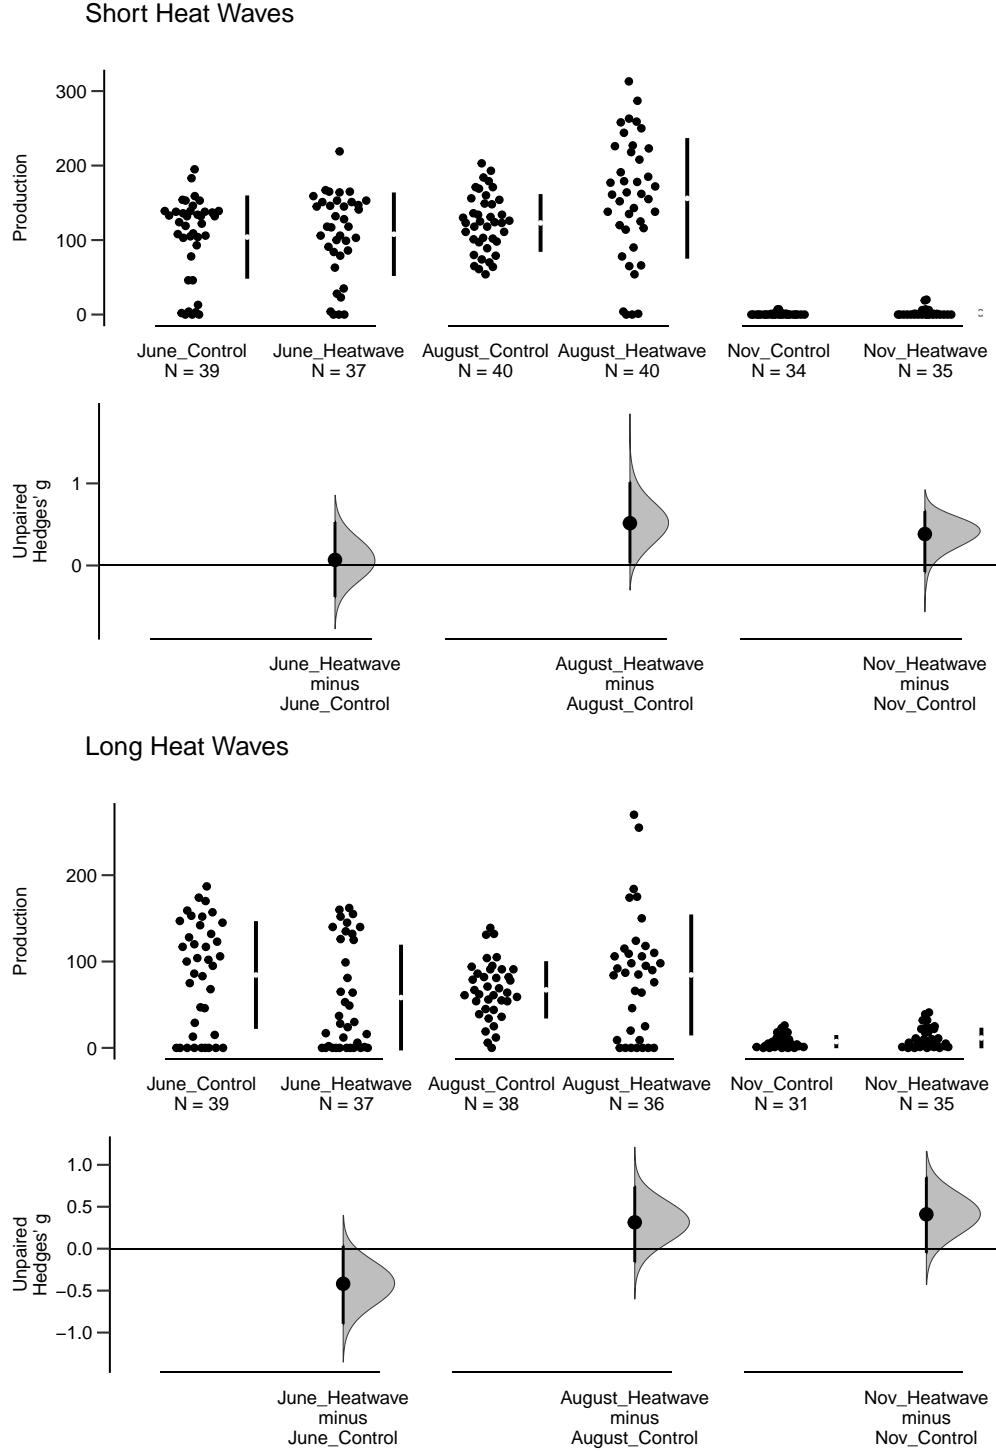 Short Heat Waves
Production
300
200
100
0
June_Control June_Heatwave August_Control August_Heatwave Nov_Control Nov_Heatwave
N = 39 N = 37 N = 40 N = 40 N = 34 N = 35
Unpaired
Hedges' g
1
0
June_Heatwave August_Heatwave Nov_Heatwave
minus minus minus
June_Control August_Control Nov_Control
Long Heat Waves
Production
200
100
0
June_Control June_Heatwave August_Control August_Heatwave Nov_Control Nov_Heatwave
N = 39 N = 37 N = 38 N = 36 N = 31 N = 35
Unpaired
Hedges' g
1.0
0.5
0.0
−0.5
−1.0
June_Heatwave August_Heatwave Nov_Heatwave
minus minus minus
June_Control August_Control Nov_Control